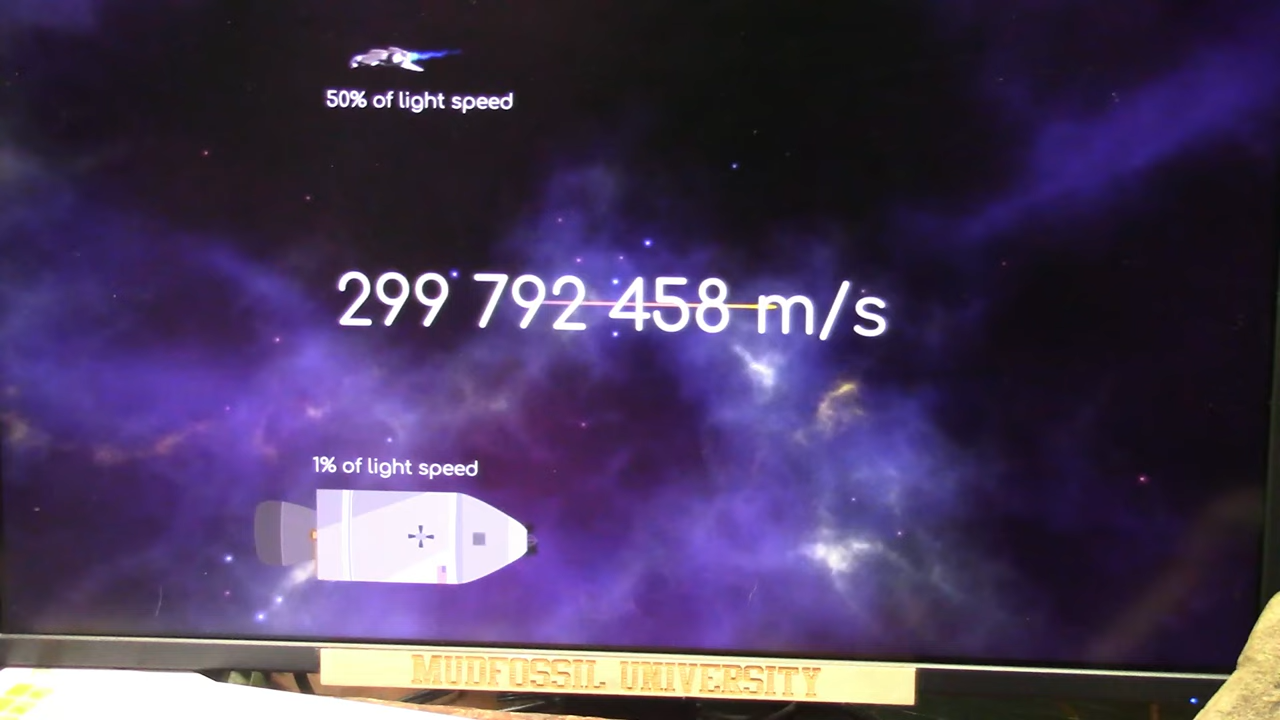 50% of light speed
299 792 458 m/s
1% of light speed
MUDFOSSIL UNIVERSITY